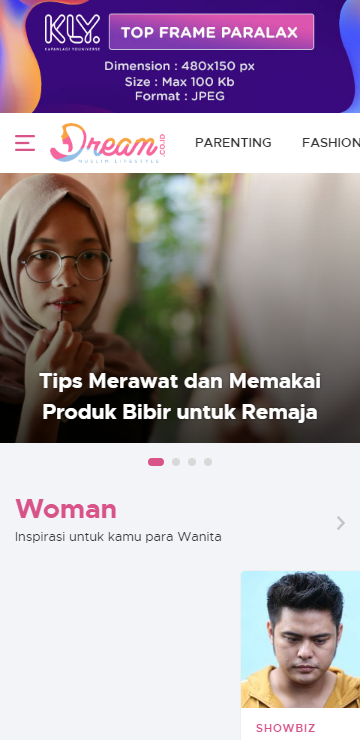 KLY.
KAPANLAGI YOUNIVERSE
TOP FRAME PARALAX
Dimension : 480x150 px
Size : Max 100 Kb
Format : JPEG
Dream.CO.ID
MUSLIM LIFESTYLE
PARENTING
FASHION
Tips Merawat dan Memakai
Produk Bibir untuk Remaja
Woman
Inspirasi untuk kamu para Wanita
SHOWBIZ